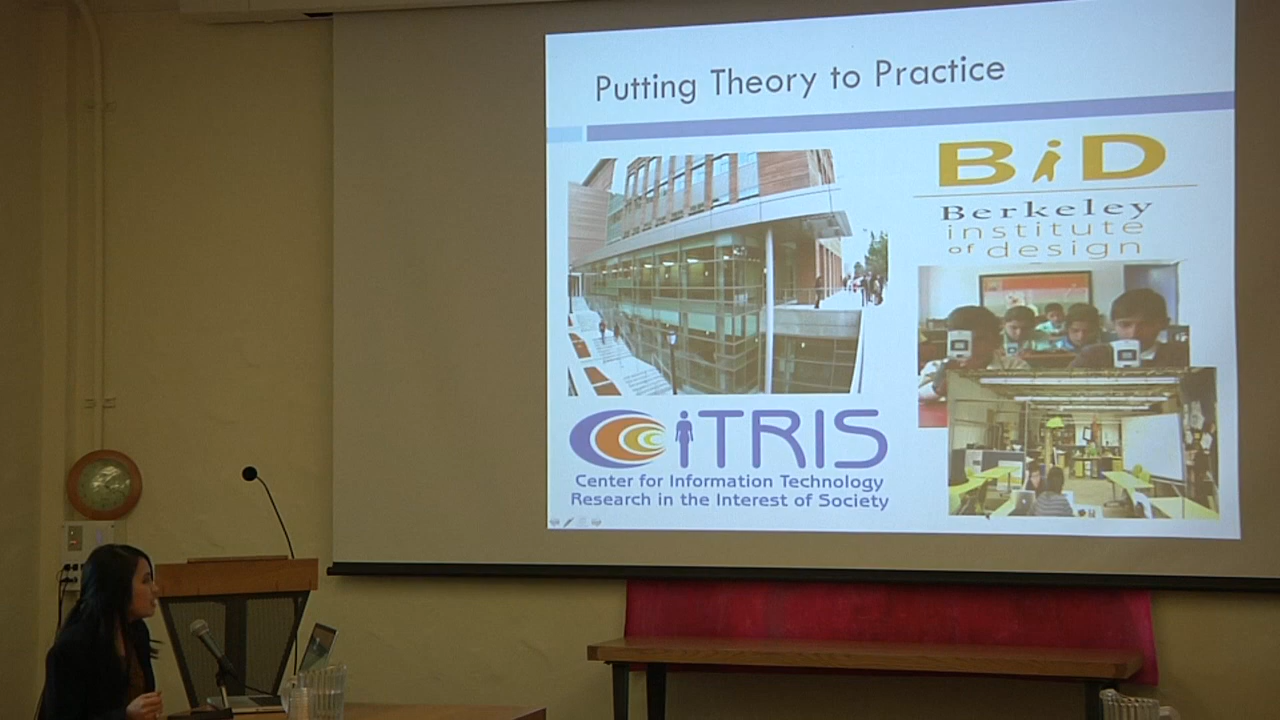 Putting Theory to Practice
BiD
Berkeley
institute
of design
CiTRIS
Center for Information Technology
Research in the Interest of Society